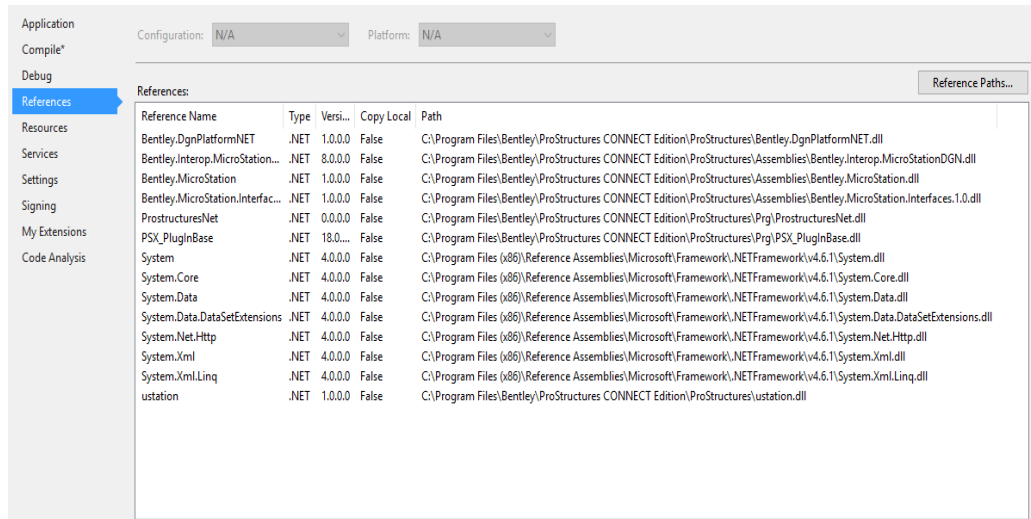 Application
Compile*
Debug
References
Resources
Services
Settings
Signing
My Extensions
Code Analysis
Configuration: N/A Platform: N/A
Reference Paths...
References:
Reference Name Type Versi... Copy Local Path
Bentley.DgnPlatformNET .NET 1.0.0.0 False C:\Program Files\Bentley\ProStructures CONNECT Edition\ProStructures\Bentley.DgnPlatformNET.dll
Bentley.Interop.MicroStation... .NET 8.0.0.0 False C:\Program Files\Bentley\ProStructures CONNECT Edition\ProStructures\Assemblies\Bentley.Interop.MicroStationDGN.dll
Bentley.MicroStation .NET 1.0.0.0 False C:\Program Files\Bentley\ProStructures CONNECT Edition\ProStructures\Assemblies\Bentley.MicroStation.dll
Bentley.MicroStation.Interfac... .NET 1.0.0.0 False C:\Program Files\Bentley\ProStructures CONNECT Edition\ProStructures\Assemblies\Bentley.MicroStation.Interfaces.1.0.dll
ProstructuresNet .NET 0.0.0.0 False C:\Program Files\Bentley\ProStructures CONNECT Edition\ProStructures\Prg\ProstructuresNet.dll
PSX_PlugInBase .NET 18.0.... False C:\Program Files\Bentley\ProStructures CONNECT Edition\ProStructures\Prg\PSX_PlugInBase.dll
System .NET 4.0.0.0 False C:\Program Files (x86)\Reference Assemblies\Microsoft\Framework\.NETFramework\v4.6.1\System.dll
System.Core .NET 4.0.0.0 False C:\Program Files (x86)\Reference Assemblies\Microsoft\Framework\.NETFramework\v4.6.1\System.Core.dll
System.Data .NET 4.0.0.0 False C:\Program Files (x86)\Reference Assemblies\Microsoft\Framework\.NETFramework\v4.6.1\System.Data.dll
System.Data.DataSetExtensions .NET 4.0.0.0 False C:\Program Files (x86)\Reference Assemblies\Microsoft\Framework\.NETFramework\v4.6.1\System.Data.DataSetExtensions.dll
System.Net.Http .NET 4.0.0.0 False C:\Program Files (x86)\Reference Assemblies\Microsoft\Framework\.NETFramework\v4.6.1\System.Net.Http.dll
System.Xml .NET 4.0.0.0 False C:\Program Files (x86)\Reference Assemblies\Microsoft\Framework\.NETFramework\v4.6.1\System.Xml.dll
System.Xml.Linq .NET 4.0.0.0 False C:\Program Files (x86)\Reference Assemblies\Microsoft\Framework\.NETFramework\v4.6.1\System.Xml.Linq.dll
ustation .NET 1.0.0.0 False C:\Program Files\Bentley\ProStructures CONNECT Edition\ProStructures\ustation.dll